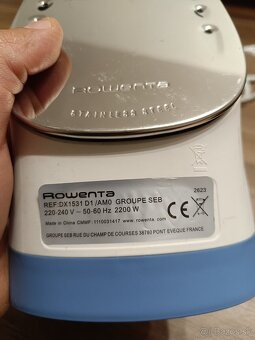 Rowenta
STAINLESS STEEL
2623
Rowenta
REF:DX1531 D1/AM0 GROUPE SEB
220-240 V ~ 50-60 Hz 2200 W
Made in China CMMF: 1110031417 www.rowenta.com
GROUPE SEB RUE DU CHAMP DE COURSES 38780 PONT EVEQUE FRANCE
CE